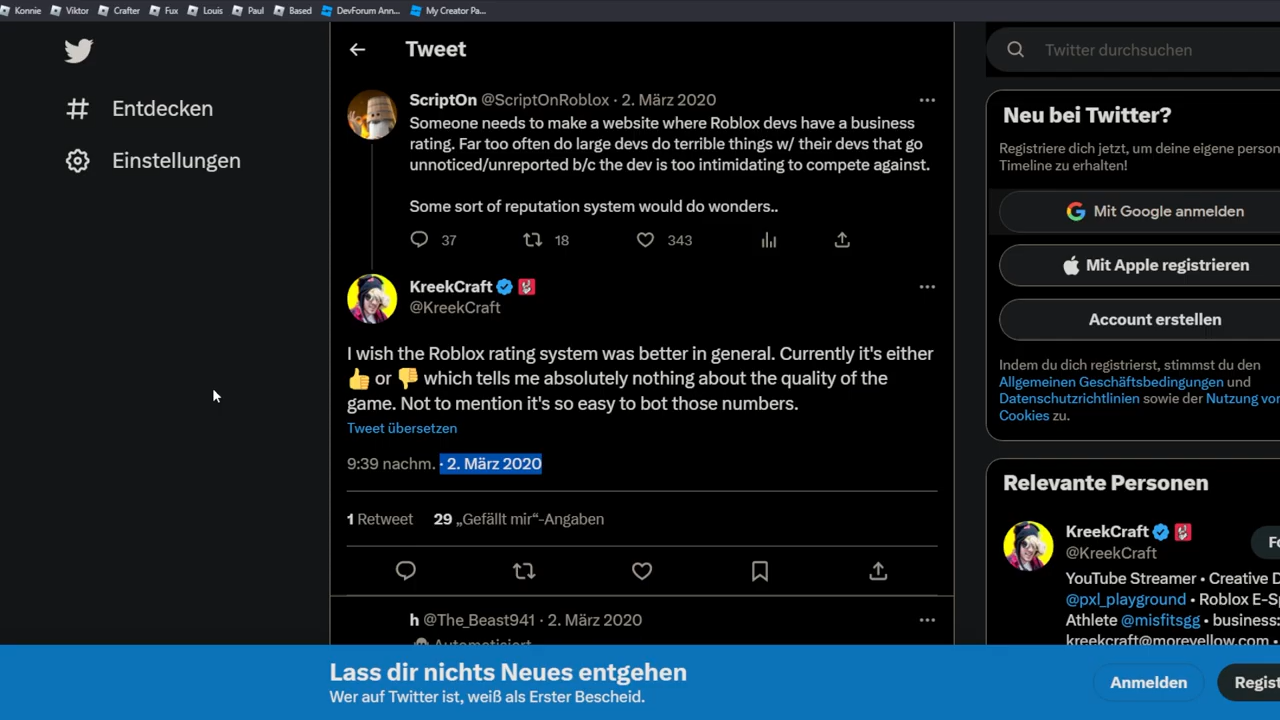 Konnie Viktor Crafter Fux Louis Paul Based DevForum Ann... My Creator Pa...
Tweet
Entdecken
Einstellungen
ScriptOn @ScriptOnRoblox · 2. März 2020
Someone needs to make a website where Roblox devs have a business
rating. Far too often do large devs do terrible things w/ their devs that go
unnoticed/unreported b/c the dev is too intimidating to compete against.
Some sort of reputation system would do wonders..
37 18 343
KreekCraft
@KreekCraft
I wish the Roblox rating system was better in general. Currently it's either
👍 or 👎 which tells me absolutely nothing about the quality of the
game. Not to mention it's so easy to bot those numbers.
Tweet übersetzen
9:39 nachm. · 2. März 2020
1 Retweet 29 „Gefällt mir“-Angaben
h @The_Beast941 · 2. März 2020
Automatisiert
Twitter durchsuchen
Neu bei Twitter?
Registriere dich jetzt, um deine eigene person
Timeline zu erhalten!
Mit Google anmelden
Mit Apple registrieren
Account erstellen
Indem du dich registrierst, stimmst du den
Allgemeinen Geschäftsbedingungen und
Datenschutzrichtlinien sowie der Nutzung von
Cookies zu.
Relevante Personen
KreekCraft
@KreekCraft
Fo
YouTube Streamer • Creative D
@pxl_playground • Roblox E-Sp
Athlete @misfitsgg • business:
kreekcraft@moreyellow.com •
Lass dir nichts Neues entgehen
Wer auf Twitter ist, weiß als Erster Bescheid.
Anmelden
Regist